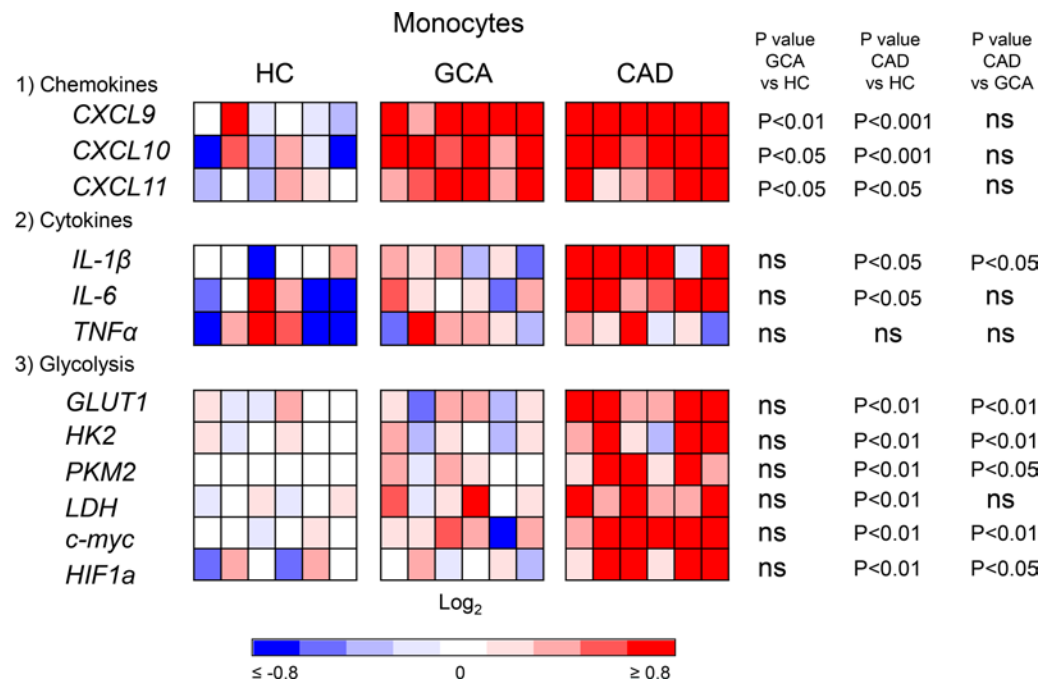 Monocytes
HC GCA CAD
P value GCA vs HC
P value CAD vs HC
P value CAD vs GCA
1) Chemokines
CXCL9 P<0.01 P<0.001 ns
CXCL10 P<0.05 P<0.001 ns
CXCL11 P<0.05 P<0.05 ns
2) Cytokines
IL-1β ns P<0.05 P<0.05
IL-6 ns P<0.05 ns
TNFα ns ns ns
3) Glycolysis
GLUT1 ns P<0.01 P<0.01
HK2 ns P<0.01 P<0.01
PKM2 ns P<0.01 P<0.05
LDH ns P<0.01 ns
c-myc ns P<0.01 P<0.01
HIF1a ns P<0.01 P<0.05
Log₂
≤ -0.8 0 ≥ 0.8